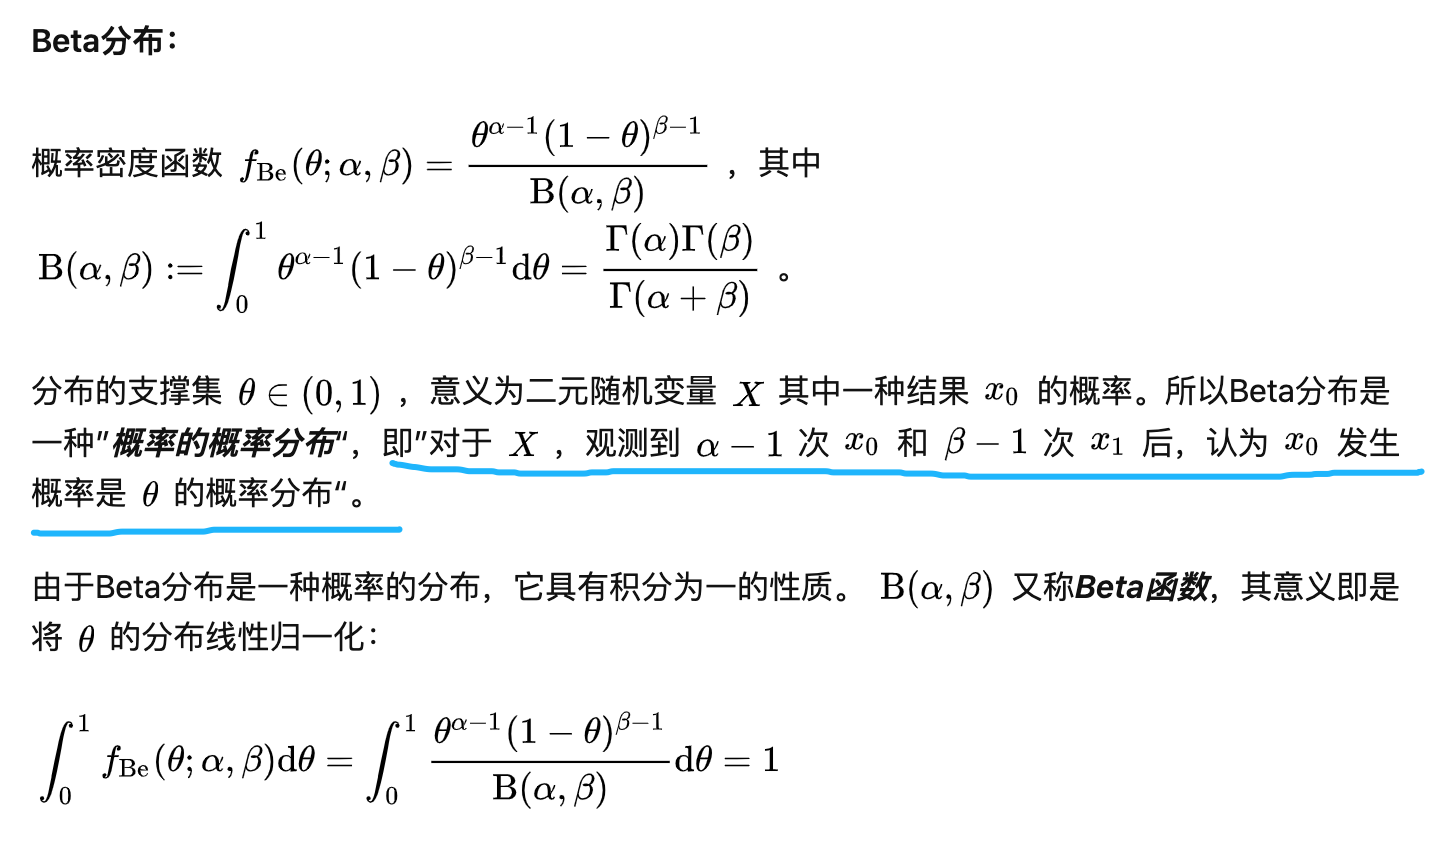 Beta分布：
概率密度函数 $f_{\mathrm{Be}}(\theta;\alpha,\beta)=\frac{\theta^{\alpha-1}(1-\theta)^{\beta-1}}{\mathrm{B}(\alpha,\beta)}$ ，其中
$\mathrm{B}(\alpha,\beta):=\int_0^1\theta^{\alpha-1}(1-\theta)^{\beta-1}\mathrm{d}\theta=\frac{\Gamma(\alpha)\Gamma(\beta)}{\Gamma(\alpha+\beta)}$ 。
分布的支撑集 $\theta\in(0,1)$ ，意义为二元随机变量 $X$ 其中一种结果 $x_0$ 的概率。所以Beta分布是
一种”概率的概率分布“，即”对于 $X$ ，观测到 $\alpha-1$ 次 $x_0$ 和 $\beta-1$ 次 $x_1$ 后，认为 $x_0$ 发生
概率是 $\theta$ 的概率分布“。
由于Beta分布是一种概率的分布，它具有积分为一的性质。 $\mathrm{B}(\alpha,\beta)$ 又称Beta函数，其意义即是
将 $\theta$ 的分布线性归一化：
$\int_0^1 f_{\mathrm{Be}}(\theta;\alpha,\beta)\mathrm{d}\theta=\int_0^1\frac{\theta^{\alpha-1}(1-\theta)^{\beta-1}}{\mathrm{B}(\alpha,\beta)}\mathrm{d}\theta=1$